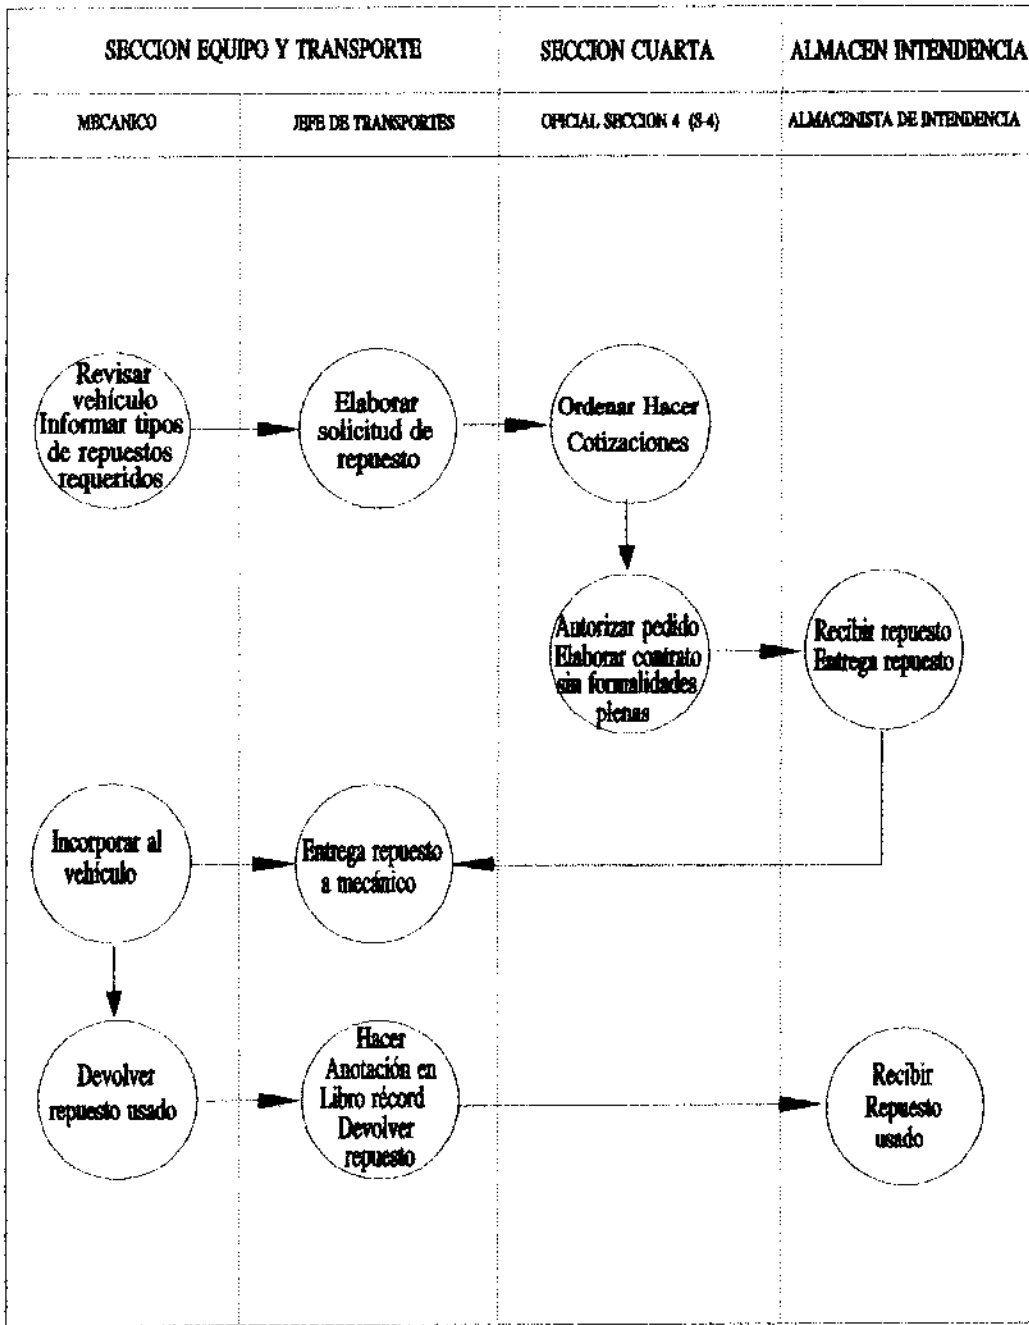 SECCION EQUIPO Y TRANSPORTE
SECCION CUARTA
ALMACEN INTENDENCIA
MECANICO
JEFE DE TRANSPORTES
OFICIAL SECCION 4 (S-4)
ALMACENISTA DE INTENDENCIA
Revisar
vehículo
Informar tipos
de repuestos
requeridos
Elaborar
solicitud de
repuesto
Ordenar Hacer
Cotizaciones
Autorizar pedido
Elaborar contrato
sin formalidades
plenas
Recibir repuesto
Entrega repuesto
Incorporar al
vehículo
Entrega repuesto
a mecánico
Devolver
repuesto usado
Hacer
Anotación en
Libro récord
Devolver
repuesto
Recibir
Repuesto
usado